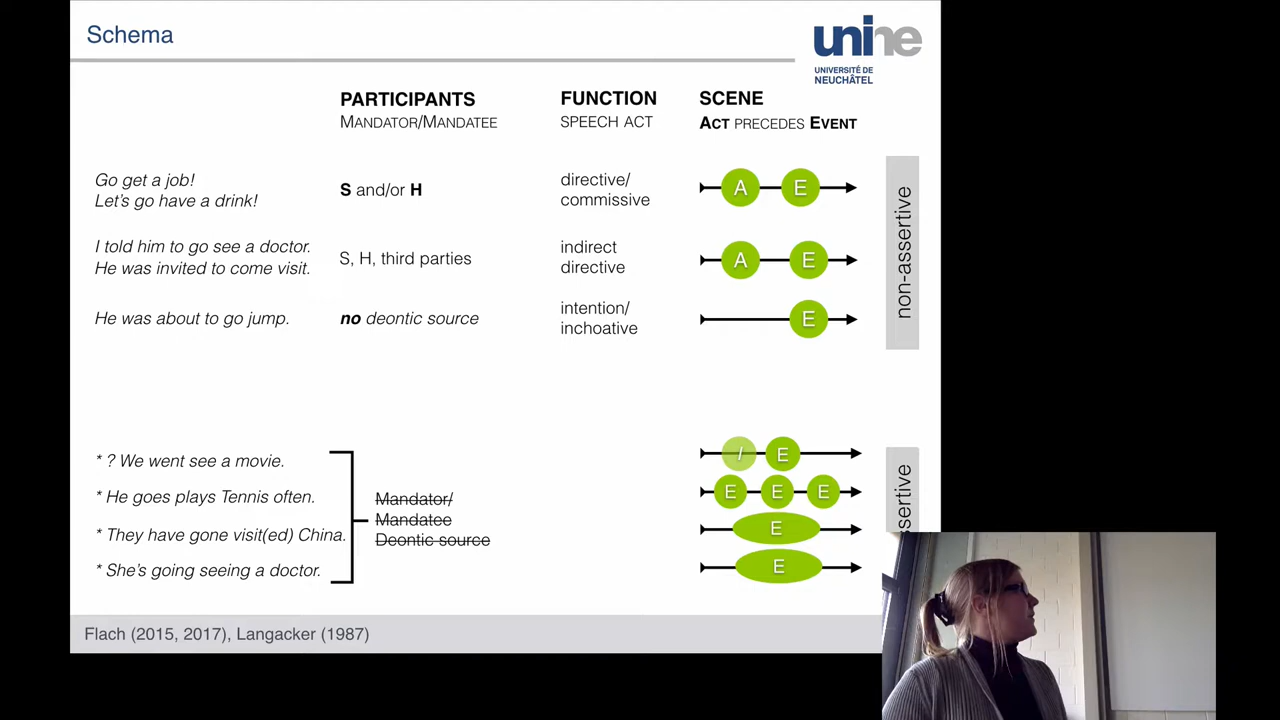 Schema
unine
UNIVERSITÉ DE
NEUCHÂTEL
PARTICIPANTS
MANDATOR/MANDATEE
FUNCTION
SPEECH ACT
SCENE
ACT PRECEDES EVENT
Go get a job!
Let's go have a drink!
S and/or H
directive/
commissive
A E
I told him to go see a doctor.
He was invited to come visit.
S, H, third parties
indirect
directive
A E
He was about to go jump.
no deontic source
intention/
inchoative
E
non-assertive
* ? We went see a movie.
* He goes plays Tennis often.
* They have gone visit(ed) China.
* She's going seeing a doctor.
Mandator/
Mandatee
Deontic source
/ E
E E E
E
E
Flach (2015, 2017), Langacker (1987)